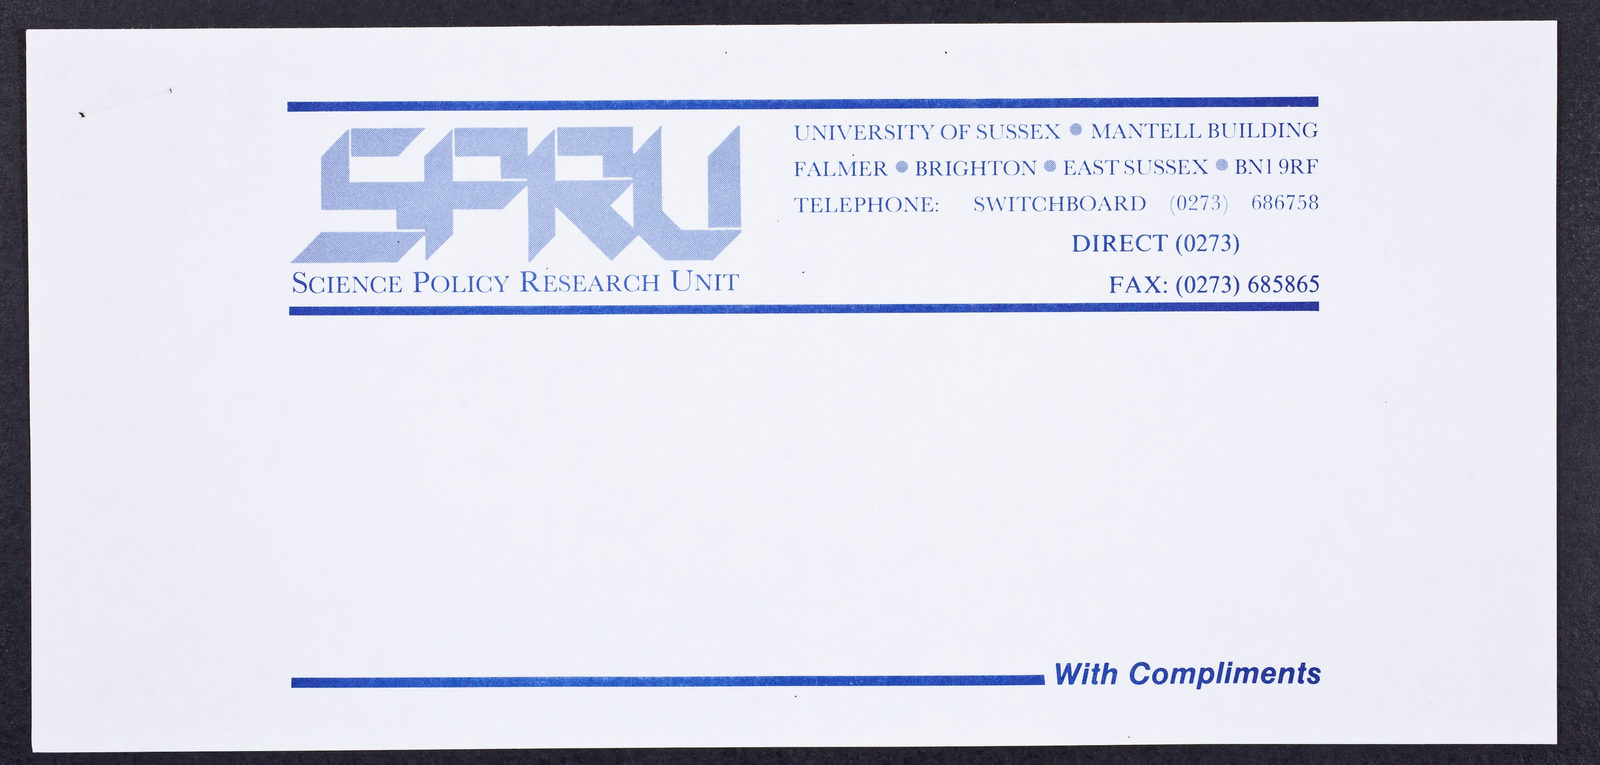 SPRU
SCIENCE POLICY RESEARCH UNIT
UNIVERSITY OF SUSSEX ● MANTELL BUILDING
FALMER ● BRIGHTON ● EAST SUSSEX ● BN1 9RF
TELEPHONE: SWITCHBOARD (0273) 686758
DIRECT (0273)
FAX: (0273) 685865
With Compliments